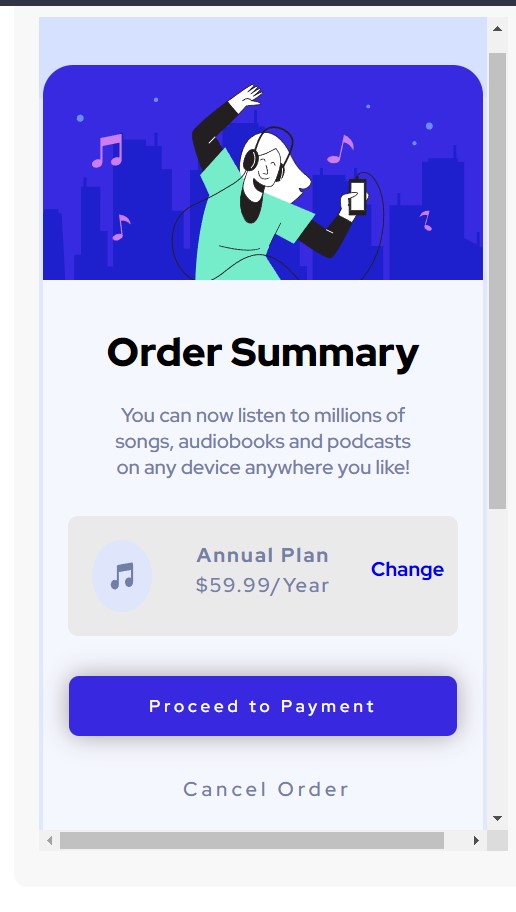 Order Summary
You can now listen to millions of
songs, audiobooks and podcasts
on any device anywhere you like!
Annual Plan
$59.99/Year
Change
Proceed to Payment
Cancel Order